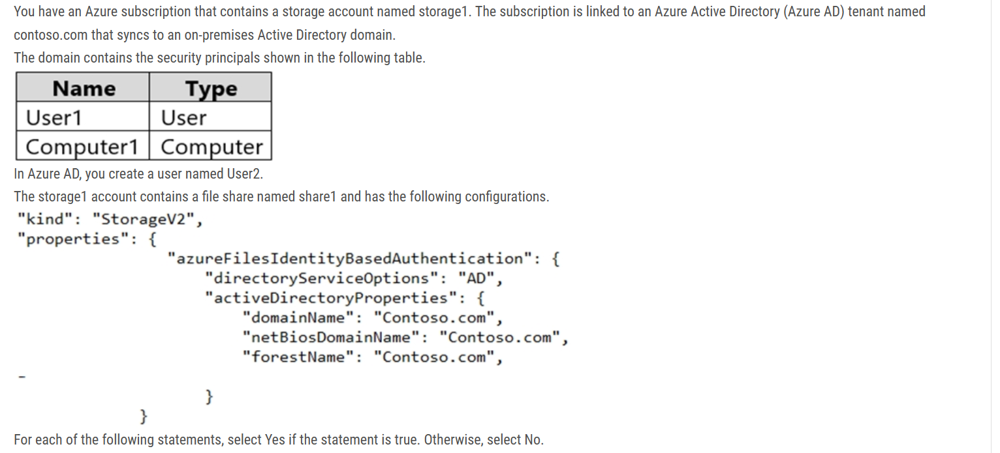 You have an Azure subscription that contains a storage account named storage1. The subscription is linked to an Azure Active Directory (Azure AD) tenant named
contoso.com that syncs to an on-premises Active Directory domain.
The domain contains the security principals shown in the following table.
Name Type
User1 User
Computer1 Computer
In Azure AD, you create a user named User2.
The storage1 account contains a file share named share1 and has the following configurations.
"kind": "StorageV2",
"properties": {
"azureFilesIdentityBasedAuthentication": {
"directoryServiceOptions": "AD",
"activeDirectoryProperties": {
"domainName": "Contoso.com",
"netBiosDomainName": "Contoso.com",
"forestName": "Contoso.com",
-
}
}
For each of the following statements, select Yes if the statement is true. Otherwise, select No.